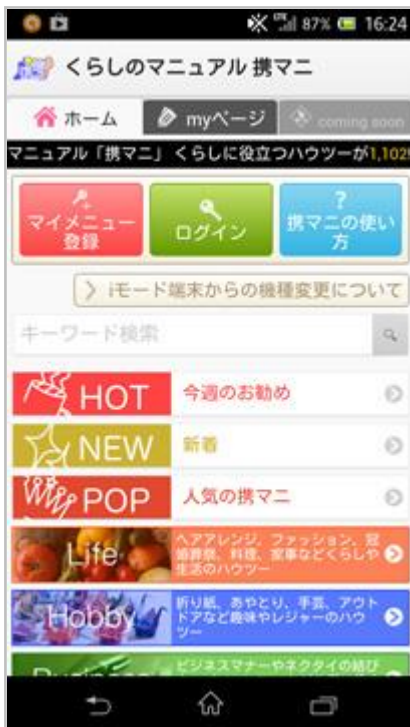 LTE 87% 16:24
くらしのマニュアル 携マニ
ホーム myページ coming soon
マニュアル「携マニ」くらしに役立つハウツーが1,102
マイメニュー
登録
ログイン
?
携マニの使い
方
> iモード端末からの機種変更について
キーワード検索
HOT 今週のお勧め
NEW 新着
POP 人気の携マニ
Life
ヘアアレンジ、ファッション、冠
婚葬祭、料理、家事などくらしや
生活のハウツー
Hobby
折り紙、あやとり、手芸、アウト
ドアなど趣味やレジャーのハウ
ツー
Business
ビジネスマナーやネクタイの結び